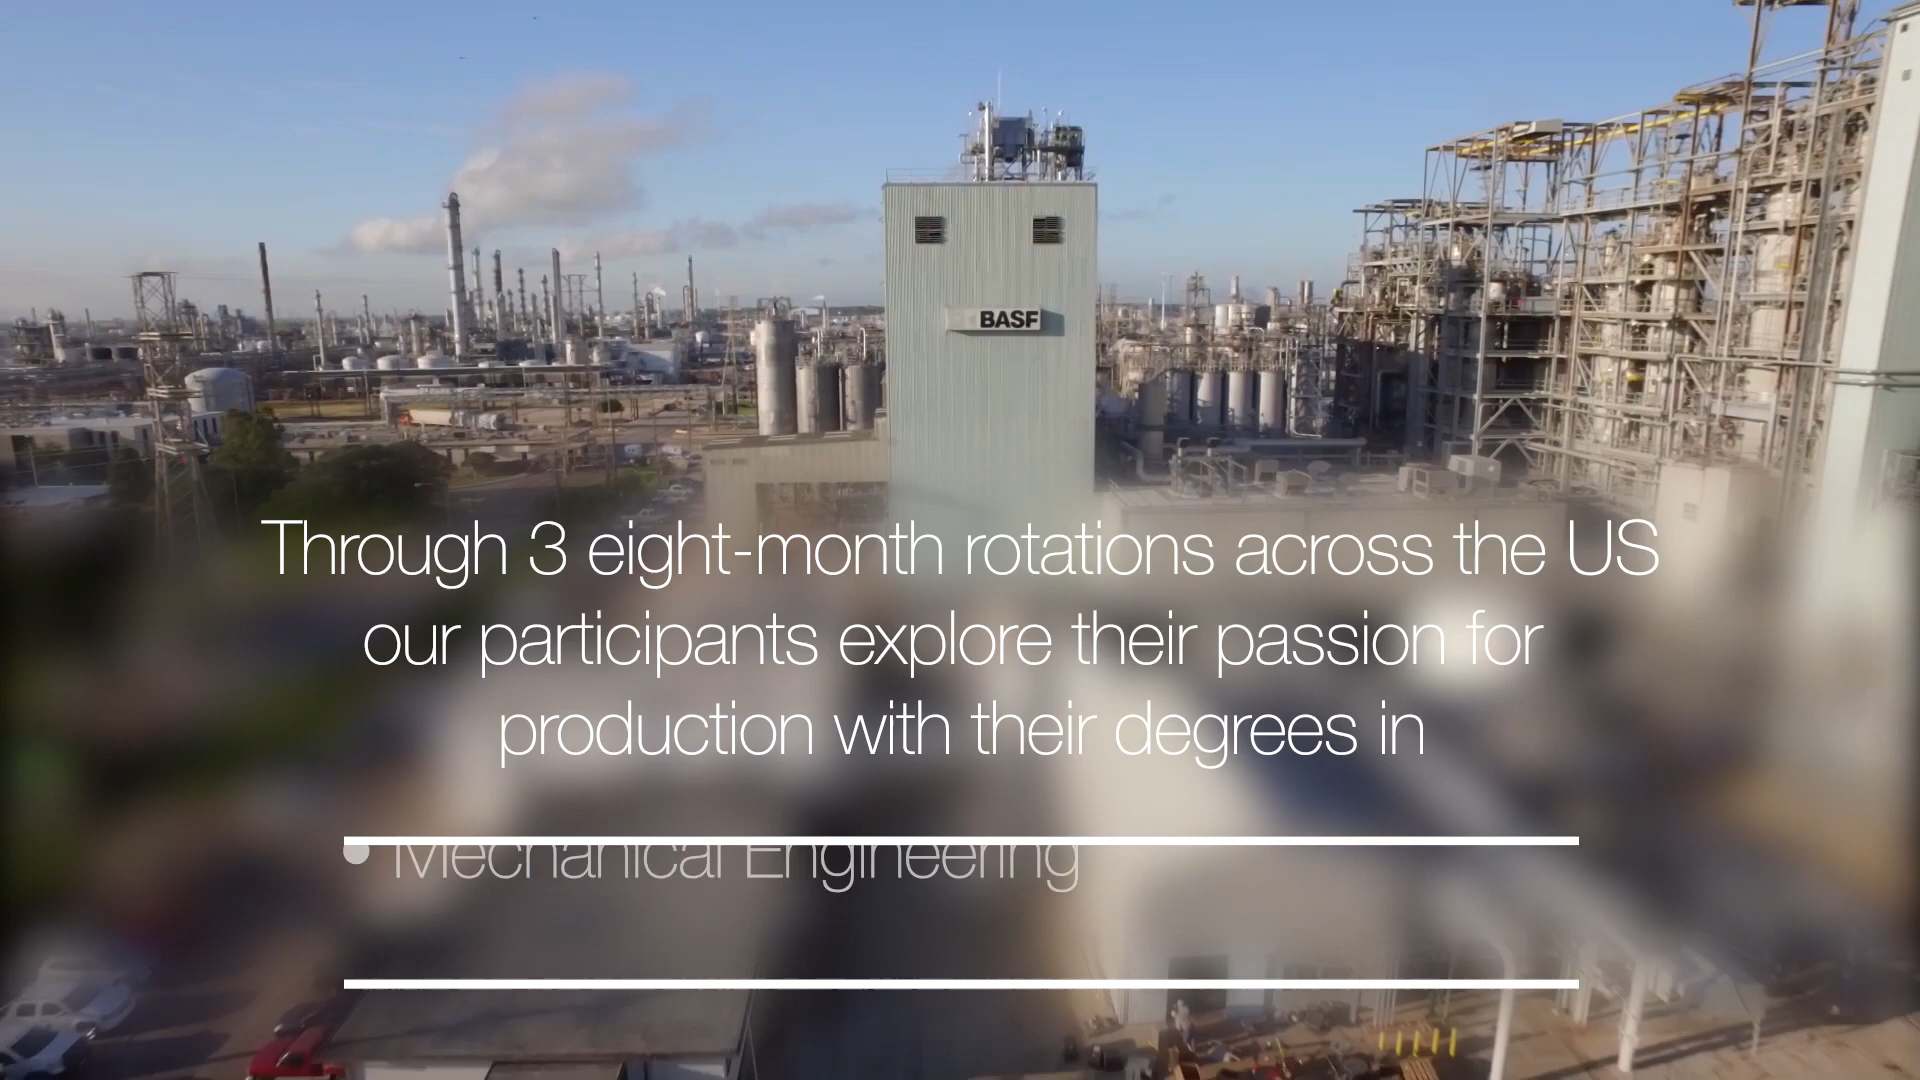 BASF
Through 3 eight-month rotations across the US
our participants explore their passion for
production with their degrees in
• Mechanical Engineering